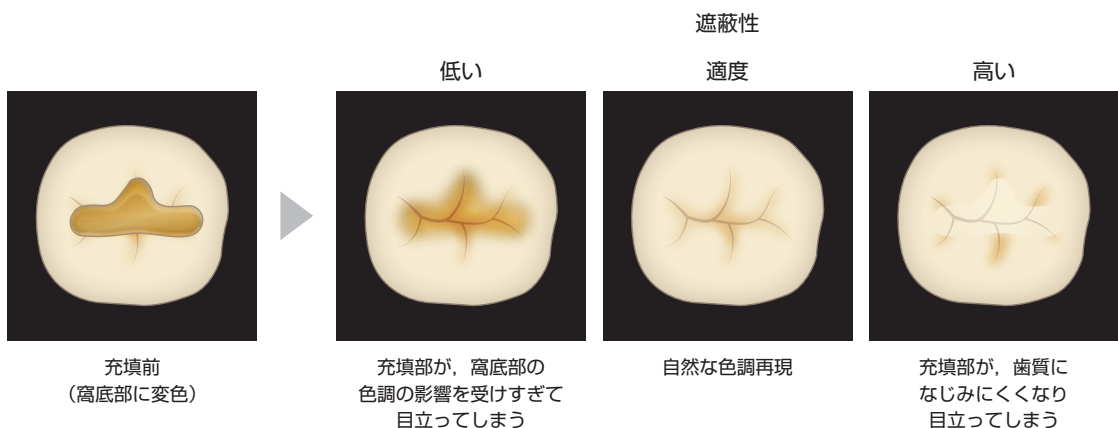 遮蔽性
低い
適度
高い
充填前
（窩底部に変色）
充填部が，窩底部の
色調の影響を受けすぎて
目立ってしまう
自然な色調再現
充填部が，歯質に
なじみにくくなり
目立ってしまう